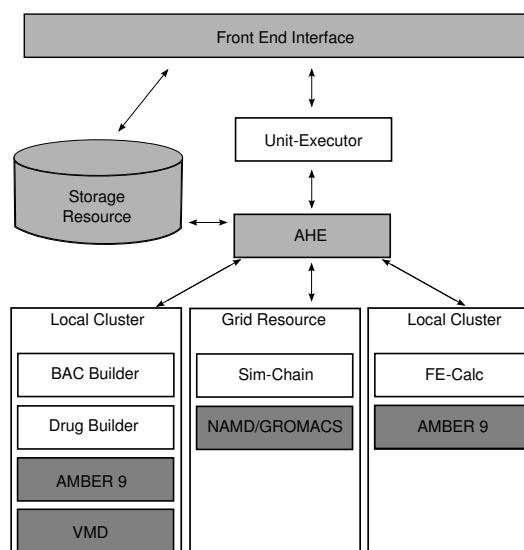 Front End Interface
Unit-Executor
Storage
Resource
AHE
Local Cluster
BAC Builder
Drug Builder
AMBER 9
VMD
Grid Resource
Sim-Chain
NAMD/GROMACS
Local Cluster
FE-Calc
AMBER 9